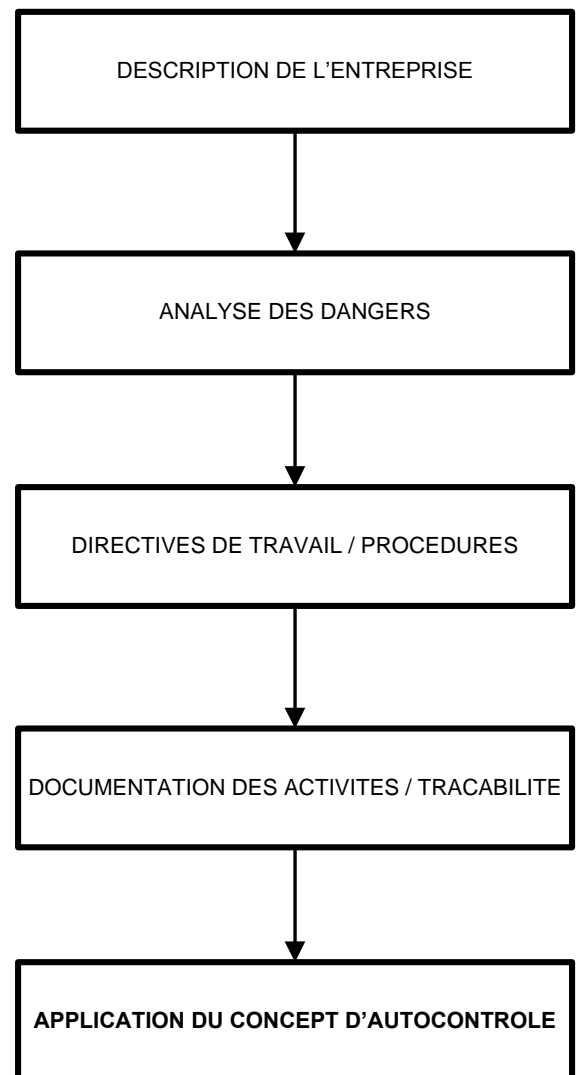 DESCRIPTION DE L'ENTREPRISE
ANALYSE DES DANGERS
DIRECTIVES DE TRAVAIL / PROCEDURES
DOCUMENTATION DES ACTIVITES / TRACABILITE
APPLICATION DU CONCEPT D'AUTOCONTROLE